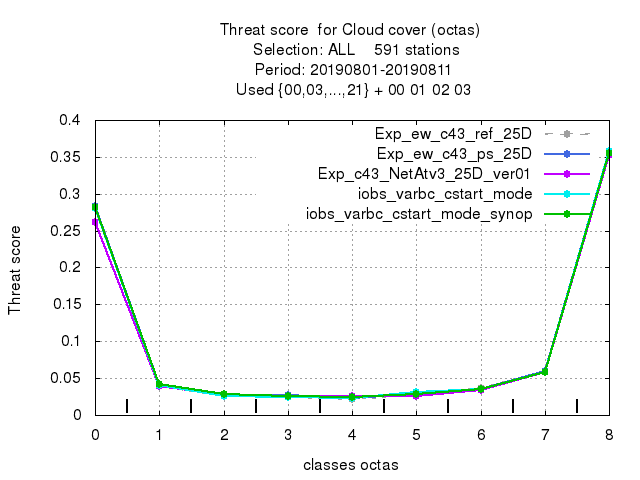 Threat score  for Cloud cover (octas)
Selection: ALL    591 stations
Period: 20190801-20190811
Used {00,03,...,21} + 00 01 02 03
Exp_ew_c43_ref_25D
Exp_ew_c43_ps_25D
Exp_c43_NetAtv3_25D_ver01
iobs_varbc_cstart_mode
iobs_varbc_cstart_mode_synop
Threat score
0.4
0.35
0.3
0.25
0.2
0.15
0.1
0.05
0
0 1 2 3 4 5 6 7 8
classes octas